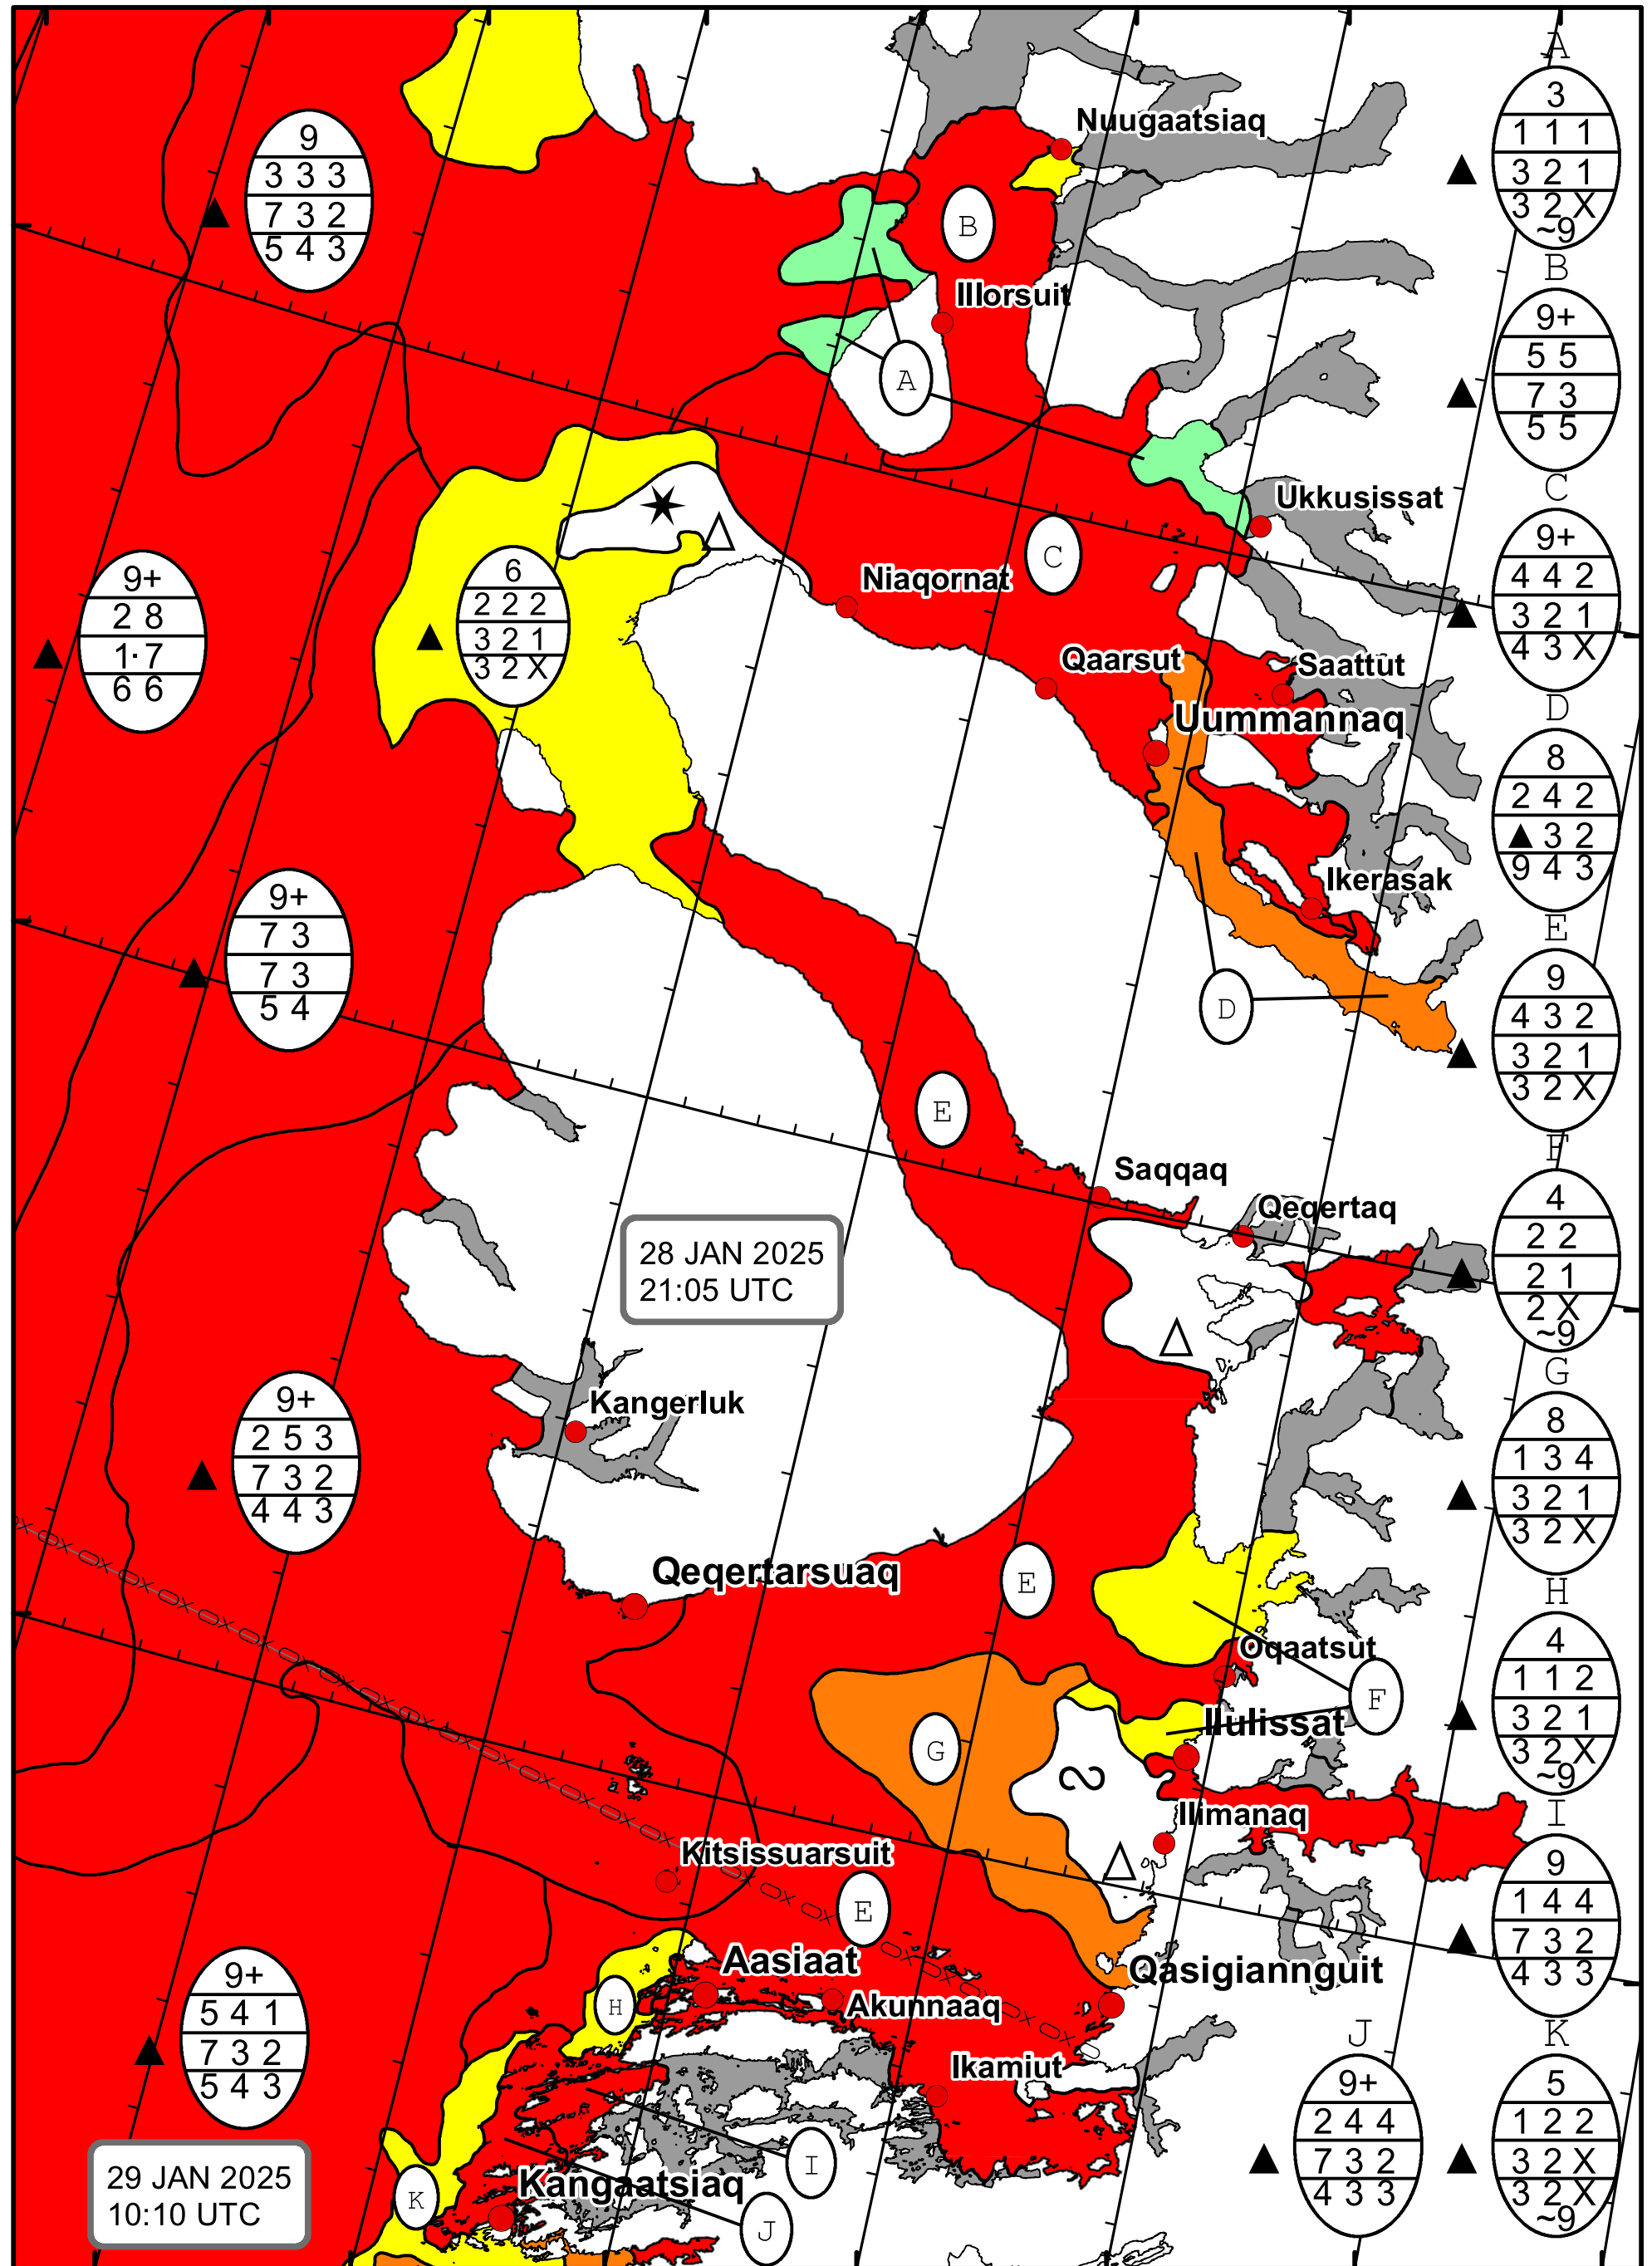 Nuugaatsiaq
Illorsuit
Ukkusissat
Niaqornat
Qaarsut
Saattut
Uummannaq
Ikerasak
Saqqaq
Qeqertaq
28 JAN 2025
21:05 UTC
Kangerluk
Qeqertarsuaq
Oqaatsut
Ilulissat
Ilimanaq
Kitsissuarsuit
Aasiaat
Akunnaaq
Qasigiannguit
Ikamiut
Kangaatsiaq
29 JAN 2025
10:10 UTC
9
3 3 3
7 3 2
5 4 3
9+
2 8
1· 7
6 6
6
2 2 2
3 2 1
3 2 X
9+
7 3
7 3
5 4
9+
2 5 3
7 3 2
4 4 3
9+
5 4 1
7 3 2
5 4 3
B
A
C
D
E
E
G
F
E
H
I
K
J
A
3
1 1 1
3 2 1
3 2 X
~9
B
9+
5 5
7 3
5 5
C
9+
4 4 2
3 2 1
4 3 X
D
8
2 4 2
▲ 3 2
9 4 3
E
9
4 3 2
3 2 1
3 2 X
F
4
2 2
2 1
2 X
~9
G
8
1 3 4
3 2 1
3 2 X
H
4
1 1 2
3 2 1
3 2 X
~9
I
9
1 4 4
7 3 2
4 3 3
J
9+
2 4 4
7 3 2
4 3 3
K
5
1 2 2
3 2 X
3 2 X
~9